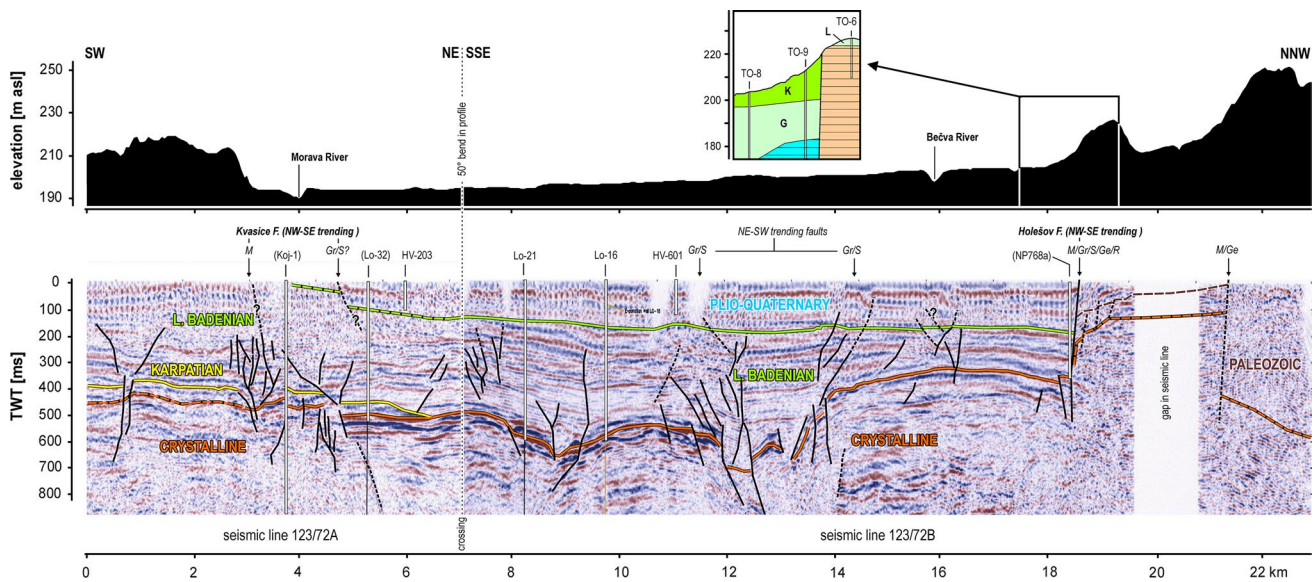 SW
NE SSE
NNW
elevation [m asl]
250
230
210
190
Morava River
50° bend in profile
Bečva River
TO-6
TO-8
TO-9
L
K
G
220
200
180
Kvasice F. (NW-SE trending )
NE-SW trending faults
Holešov F. (NW-SE trending )
M
(Koj-1)
Gr/S?
(Lo-32)
HV-203
Lo-21
Lo-16
HV-601
Gr/S
Gr/S
(NP768a)
M/Gr/S/Ge/R
M/Ge
TWT [ms]
0
100
200
300
400
500
600
700
800
?
?
?
PLIO-QUATERNARY
L. BADENIAN
KARPATIAN
L. BADENIAN
PALEOZOIC
CRYSTALLINE
CRYSTALLINE
gap in seismic line
seismic line 123/72A
crossing
seismic line 123/72B
0 2 4 6 8 10 12 14 16 18 20 22 km